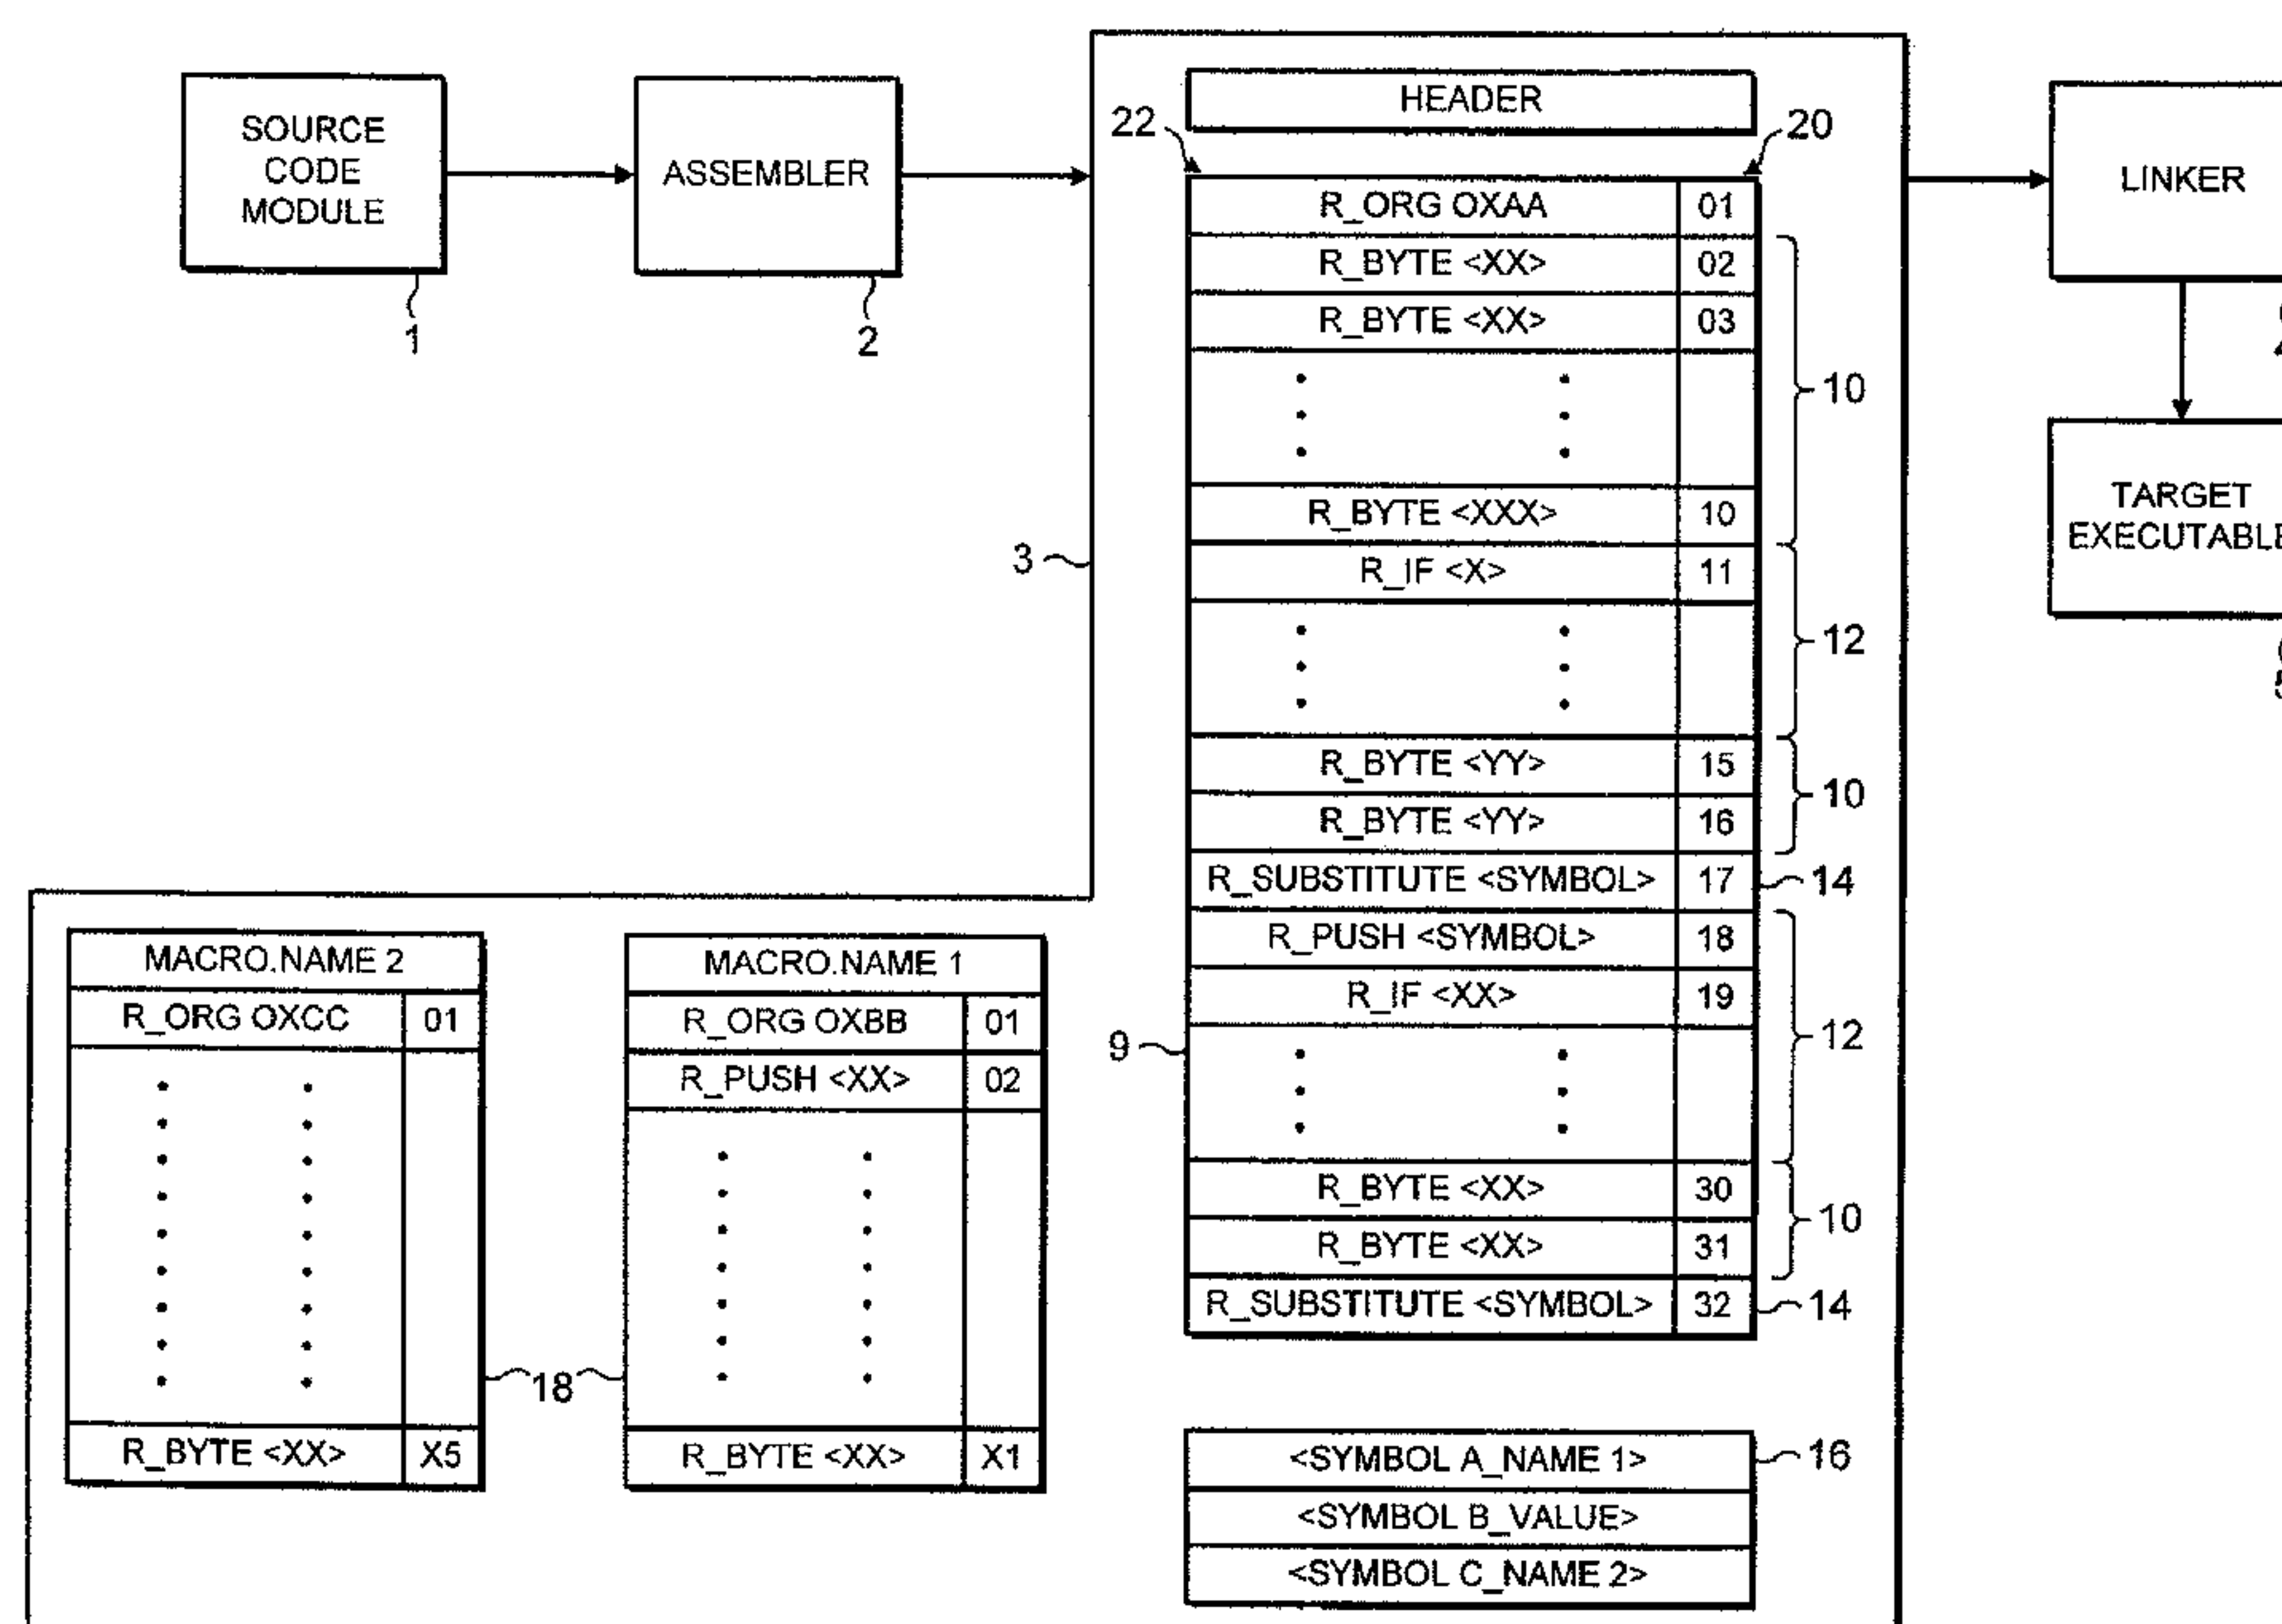 SOURCE
CODE
MODULE
1
ASSEMBLER
2
3
HEADER
22
20
R_ORG OXAA 01
R_BYTE <XX> 02
R_BYTE <XX> 03
10
R_BYTE <XXX> 10
R_IF <X> 11
12
R_BYTE <YY> 15
R_BYTE <YY> 16
10
R_SUBSTITUTE <SYMBOL> 17
14
R_PUSH <SYMBOL> 18
R_IF <XX> 19
9
12
R_BYTE <XX> 30
R_BYTE <XX> 31
10
R_SUBSTITUTE <SYMBOL> 32
14
<SYMBOL A_NAME 1>
16
<SYMBOL B_VALUE>
<SYMBOL C_NAME 2>
LINKER
TARGET
EXECUTABLE
MACRO.NAME 2
R_ORG OXCC 01
R_BYTE <XX> X5
18
MACRO.NAME 1
R_ORG OXBB 01
R_PUSH <XX> 02
R_BYTE <XX> X1